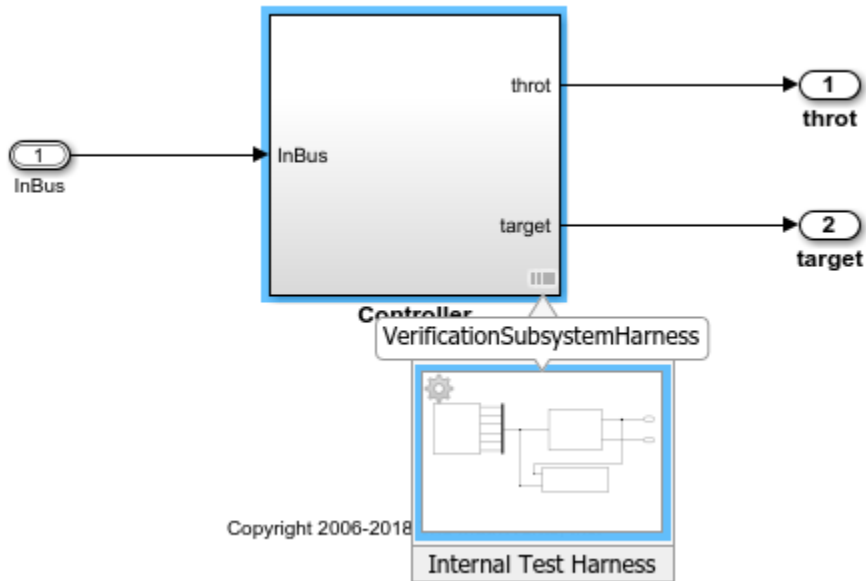 throt
1
throt
1
InBus
InBus
target
2
target
Controller
VerificationSubsystemHarness
Copyright 2006-2018
Internal Test Harness